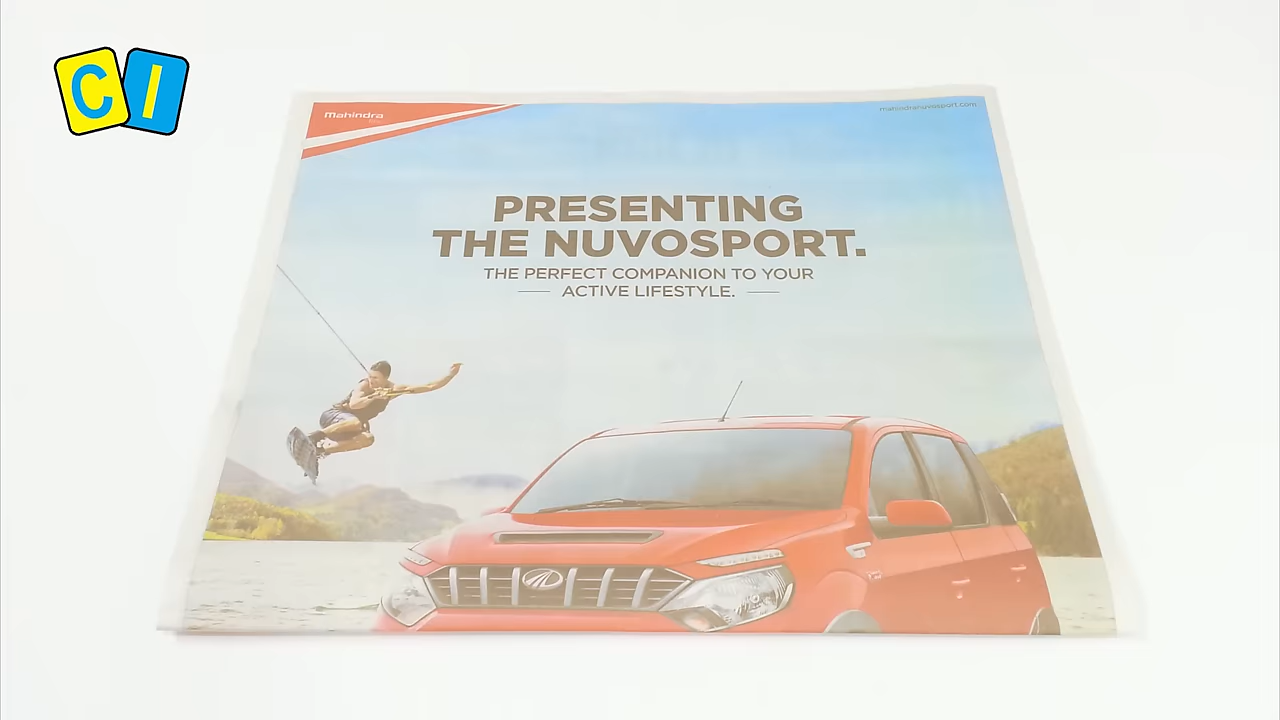 CI
Mahindra
mahindranuvosport.com
PRESENTING
THE NUVOSPORT.
THE PERFECT COMPANION TO YOUR
ACTIVE LIFESTYLE.